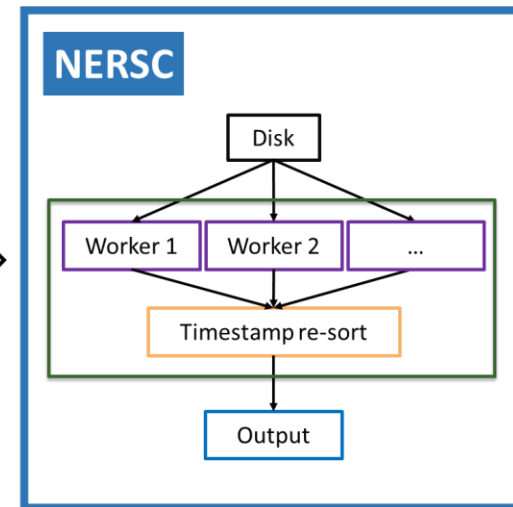 NERSC
Disk
Worker 1
Worker 2
...
Timestamp re-sort
Output